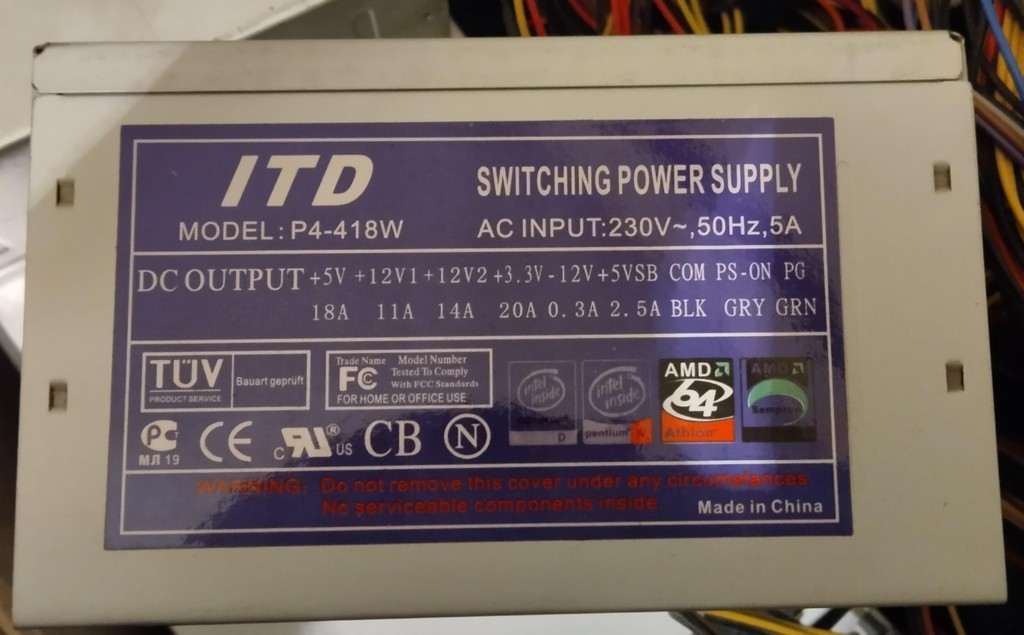 ITD
MODEL: P4-418W
SWITCHING POWER SUPPLY
AC INPUT:230V~,50Hz,5A
DC OUTPUT +5V +12V1 +12V2 +3.3V -12V +5VSB COM PS-ON PG
18A 11A 14A 20A 0.3A 2.5A BLK GRY GRN
TÜV
PRODUCT SERVICE
Bauart geprüft
FC
Trade Name Model Number
Tested To Comply
With FCC Standards
FOR HOME OR OFFICE USE
intel
inside
D
intel
inside
pentium
AMD
64
Athlon
AMD
Sempron
РС
МЛ 19
CE
c RU ® US
CB
N
WARNING: Do not remove this cover under any circumstances
No serviceable components inside.
Made in China